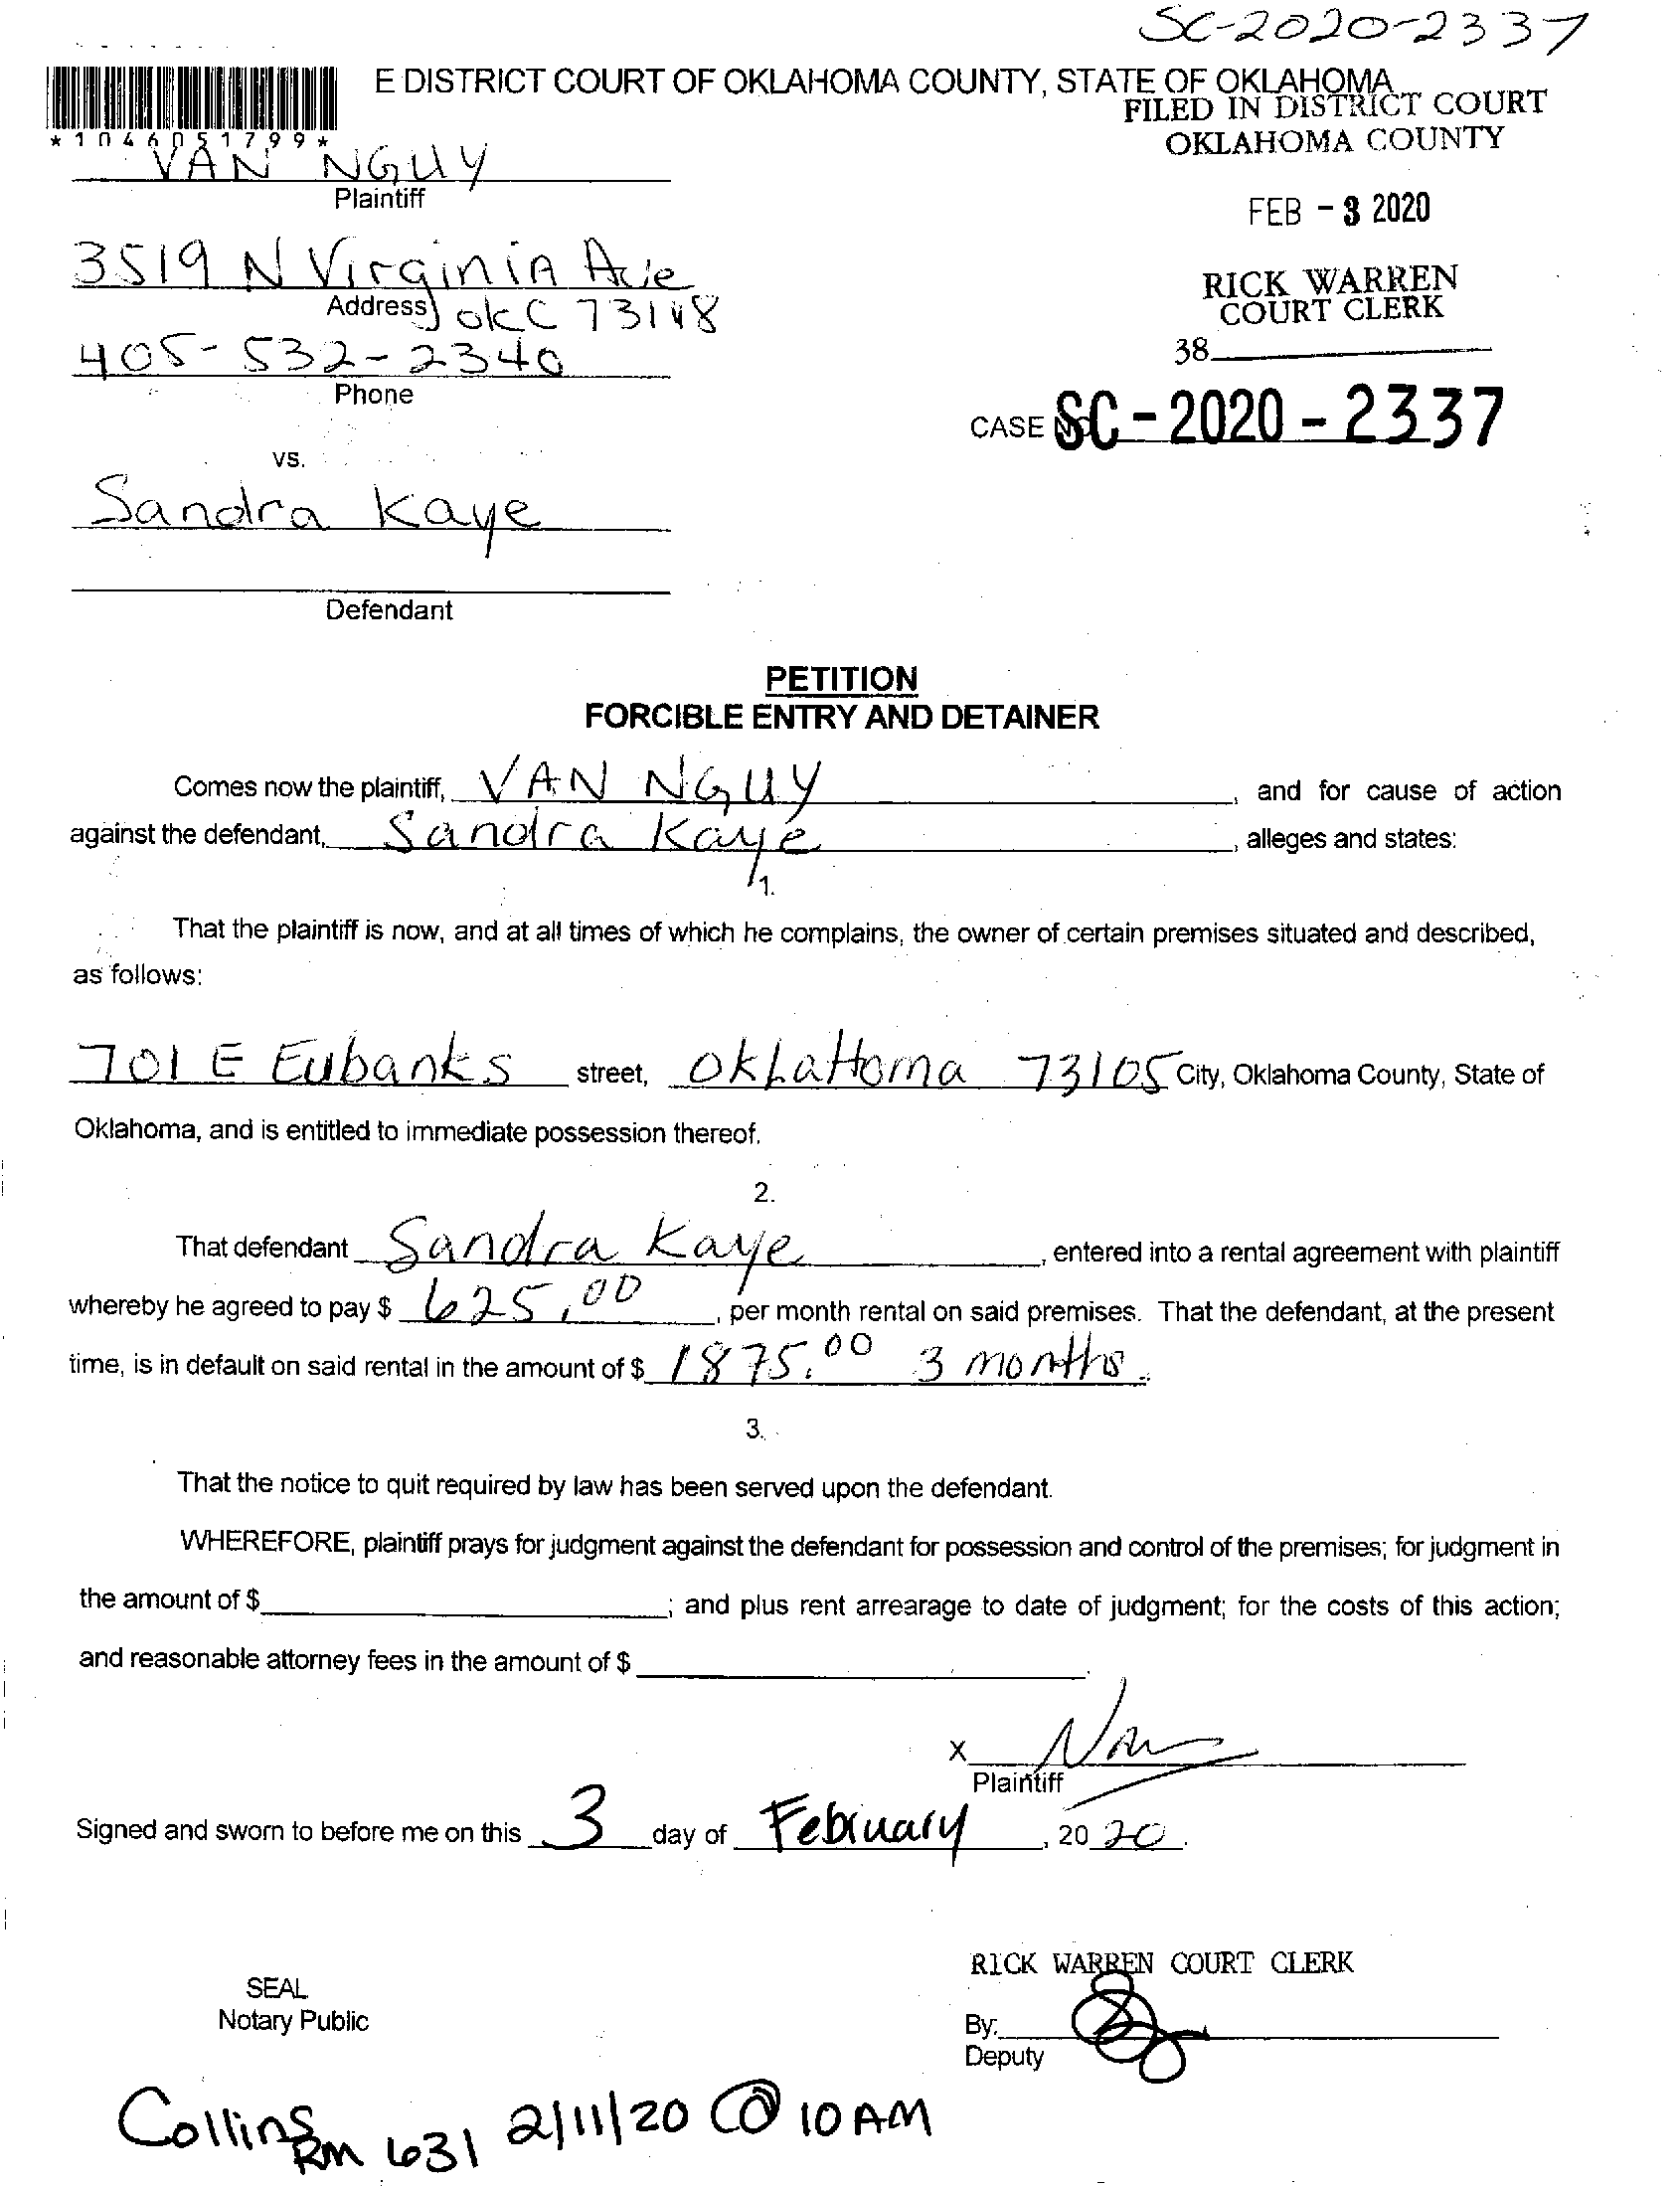 SC-2020-2337
E DISTRICT COURT OF OKLAHOMA COUNTY, STATE OF OKLAHOMA
FILED IN DISTRICT COURT
OKLAHOMA COUNTY
*1046051799*
VAN NGUY
Plaintiff
FEB - 3 2020
3519 N Virginia Ave
RICK WARREN
COURT CLERK
Address
OKC 73118
38
405-532-2340
Phone
CASE NO. SC-2020-2337
vs.
Sandra Kaye
Defendant
PETITION
FORCIBLE ENTRY AND DETAINER
Comes now the plaintiff, VAN NGUY, and for cause of action
against the defendant, Sandra Kaye, alleges and states:
1.
That the plaintiff is now, and at all times of which he complains, the owner of certain premises situated and described,
as follows:
701 E Eubanks street, OkLaHoma 73105 City, Oklahoma County, State of
Oklahoma, and is entitled to immediate possession thereof.
2.
That defendant Sandra Kaye, entered into a rental agreement with plaintiff
whereby he agreed to pay $ 625.00, per month rental on said premises. That the defendant, at the present
time, is in default on said rental in the amount of $ 1875.00 3 months.
3.
That the notice to quit required by law has been served upon the defendant.
WHEREFORE, plaintiff prays for judgment against the defendant for possession and control of the premises; for judgment in
the amount of $ ; and plus rent arrearage to date of judgment; for the costs of this action;
and reasonable attorney fees in the amount of $ .
X
Plaintiff
Signed and sworn to before me on this 3 day of February, 20 20.
RICK WARREN COURT CLERK
SEAL
Notary Public
By:
Deputy
Collins RM 631 2/11/20 @ 10 AM